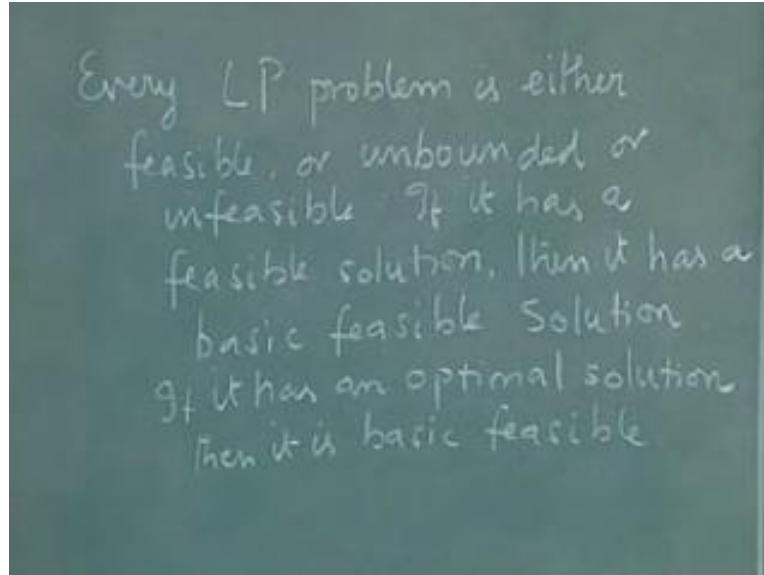 Every LP problem is either
feasible, or unbounded or
infeasible If it has a
feasible solution, then it has a
basic feasible Solution
If it has an optimal solution
then it is basic feasible